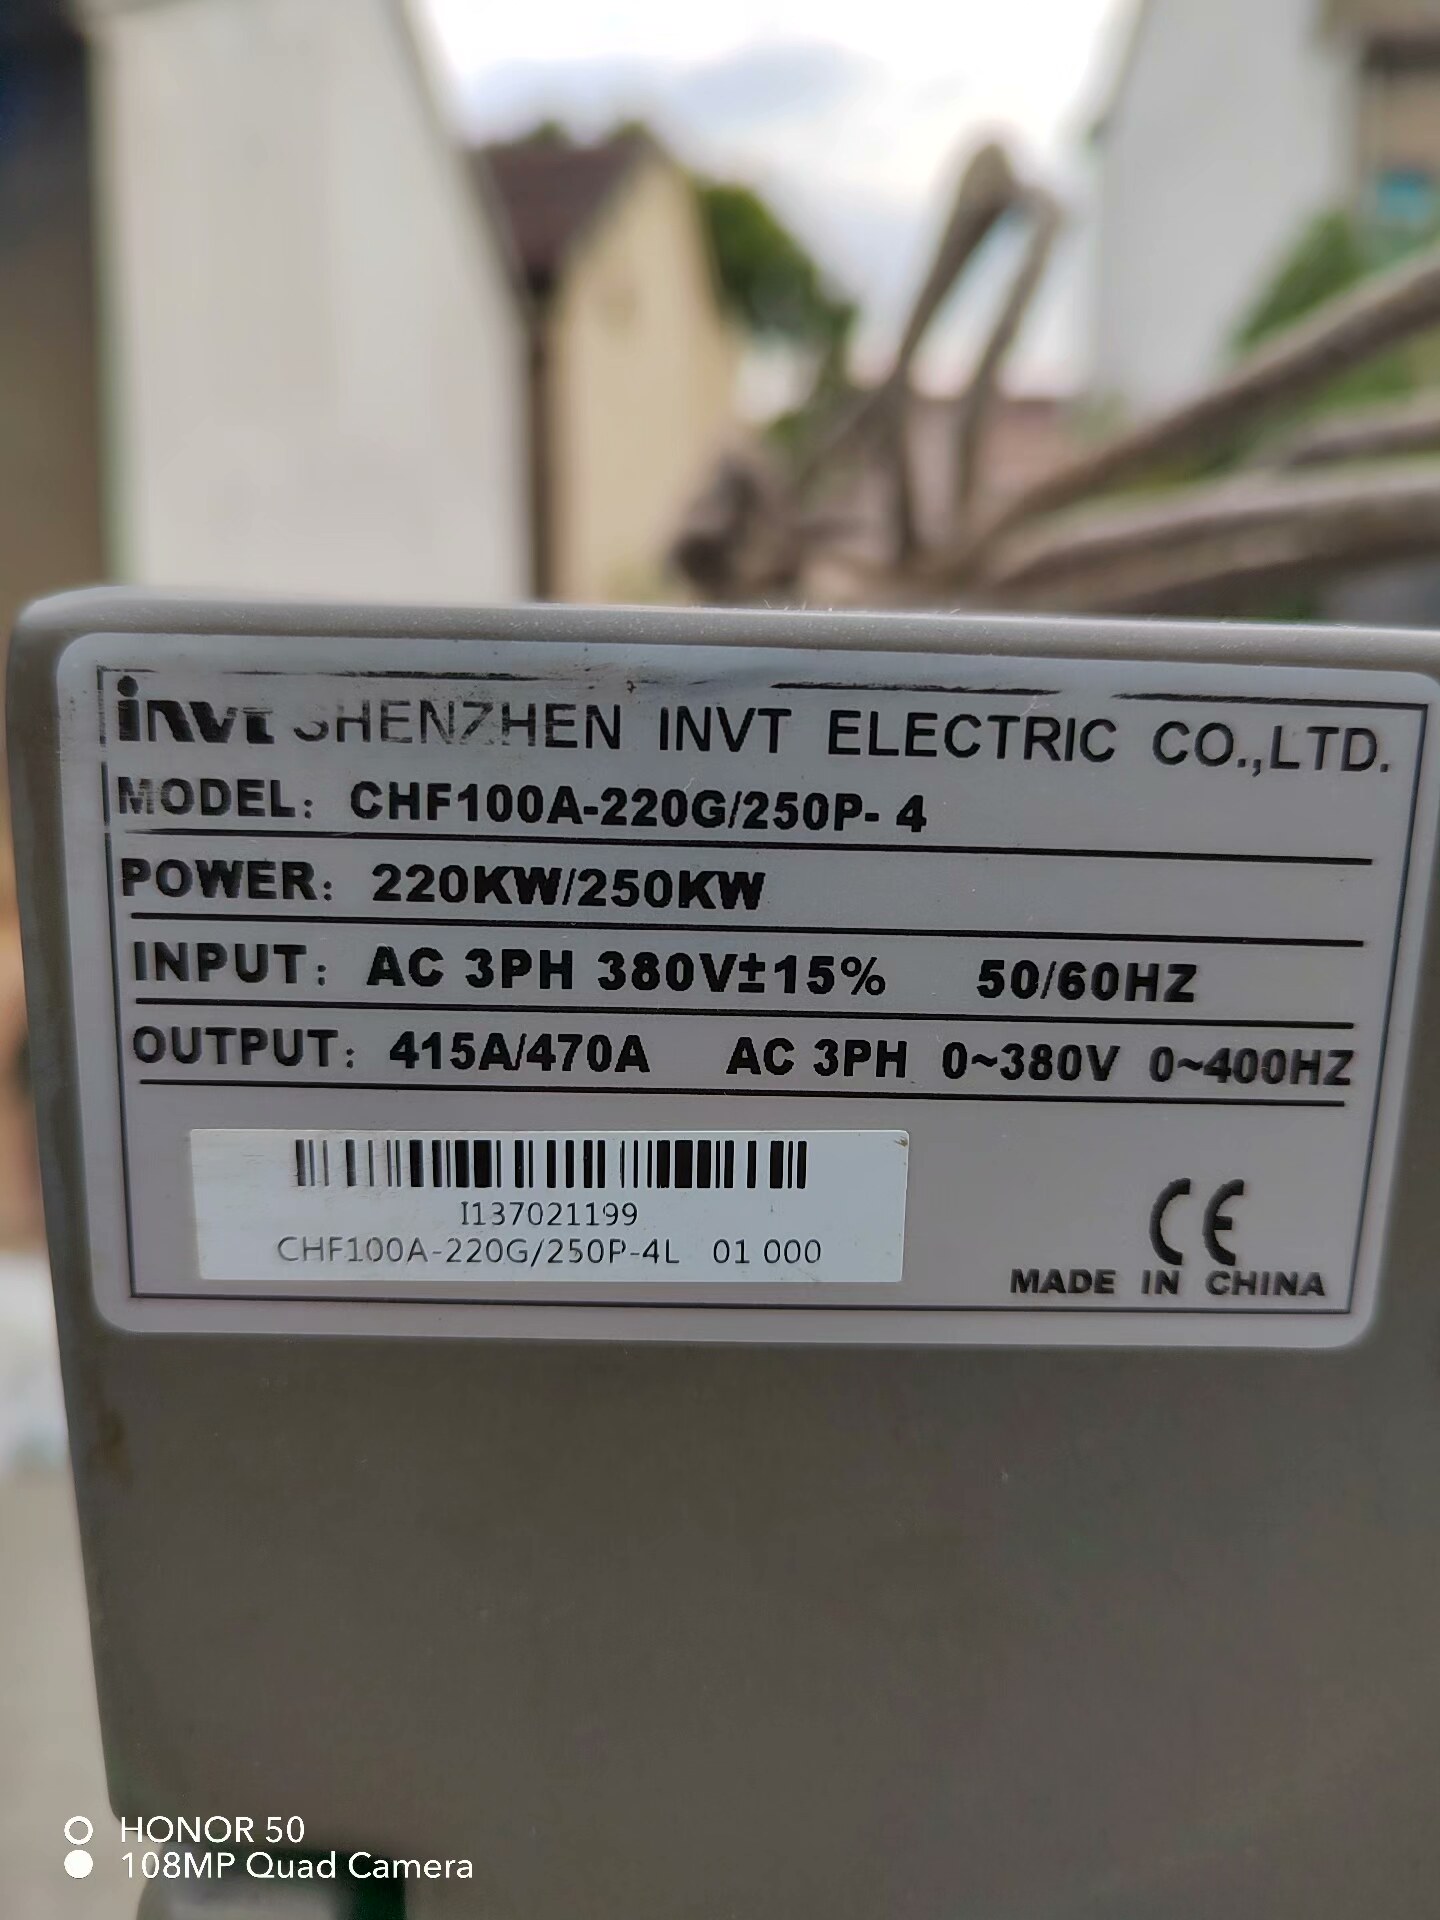 invt SHENZHEN INVT ELECTRIC CO.,LTD.
MODEL: CHF100A-220G/250P- 4
POWER: 220KW/250KW
INPUT: AC 3PH 380V±15% 50/60HZ
OUTPUT: 415A/470A AC 3PH 0~380V 0~400HZ
I137021199
CHF100A-220G/250P-4L 01 000
CE
MADE IN CHINA
HONOR 50
108MP Quad Camera